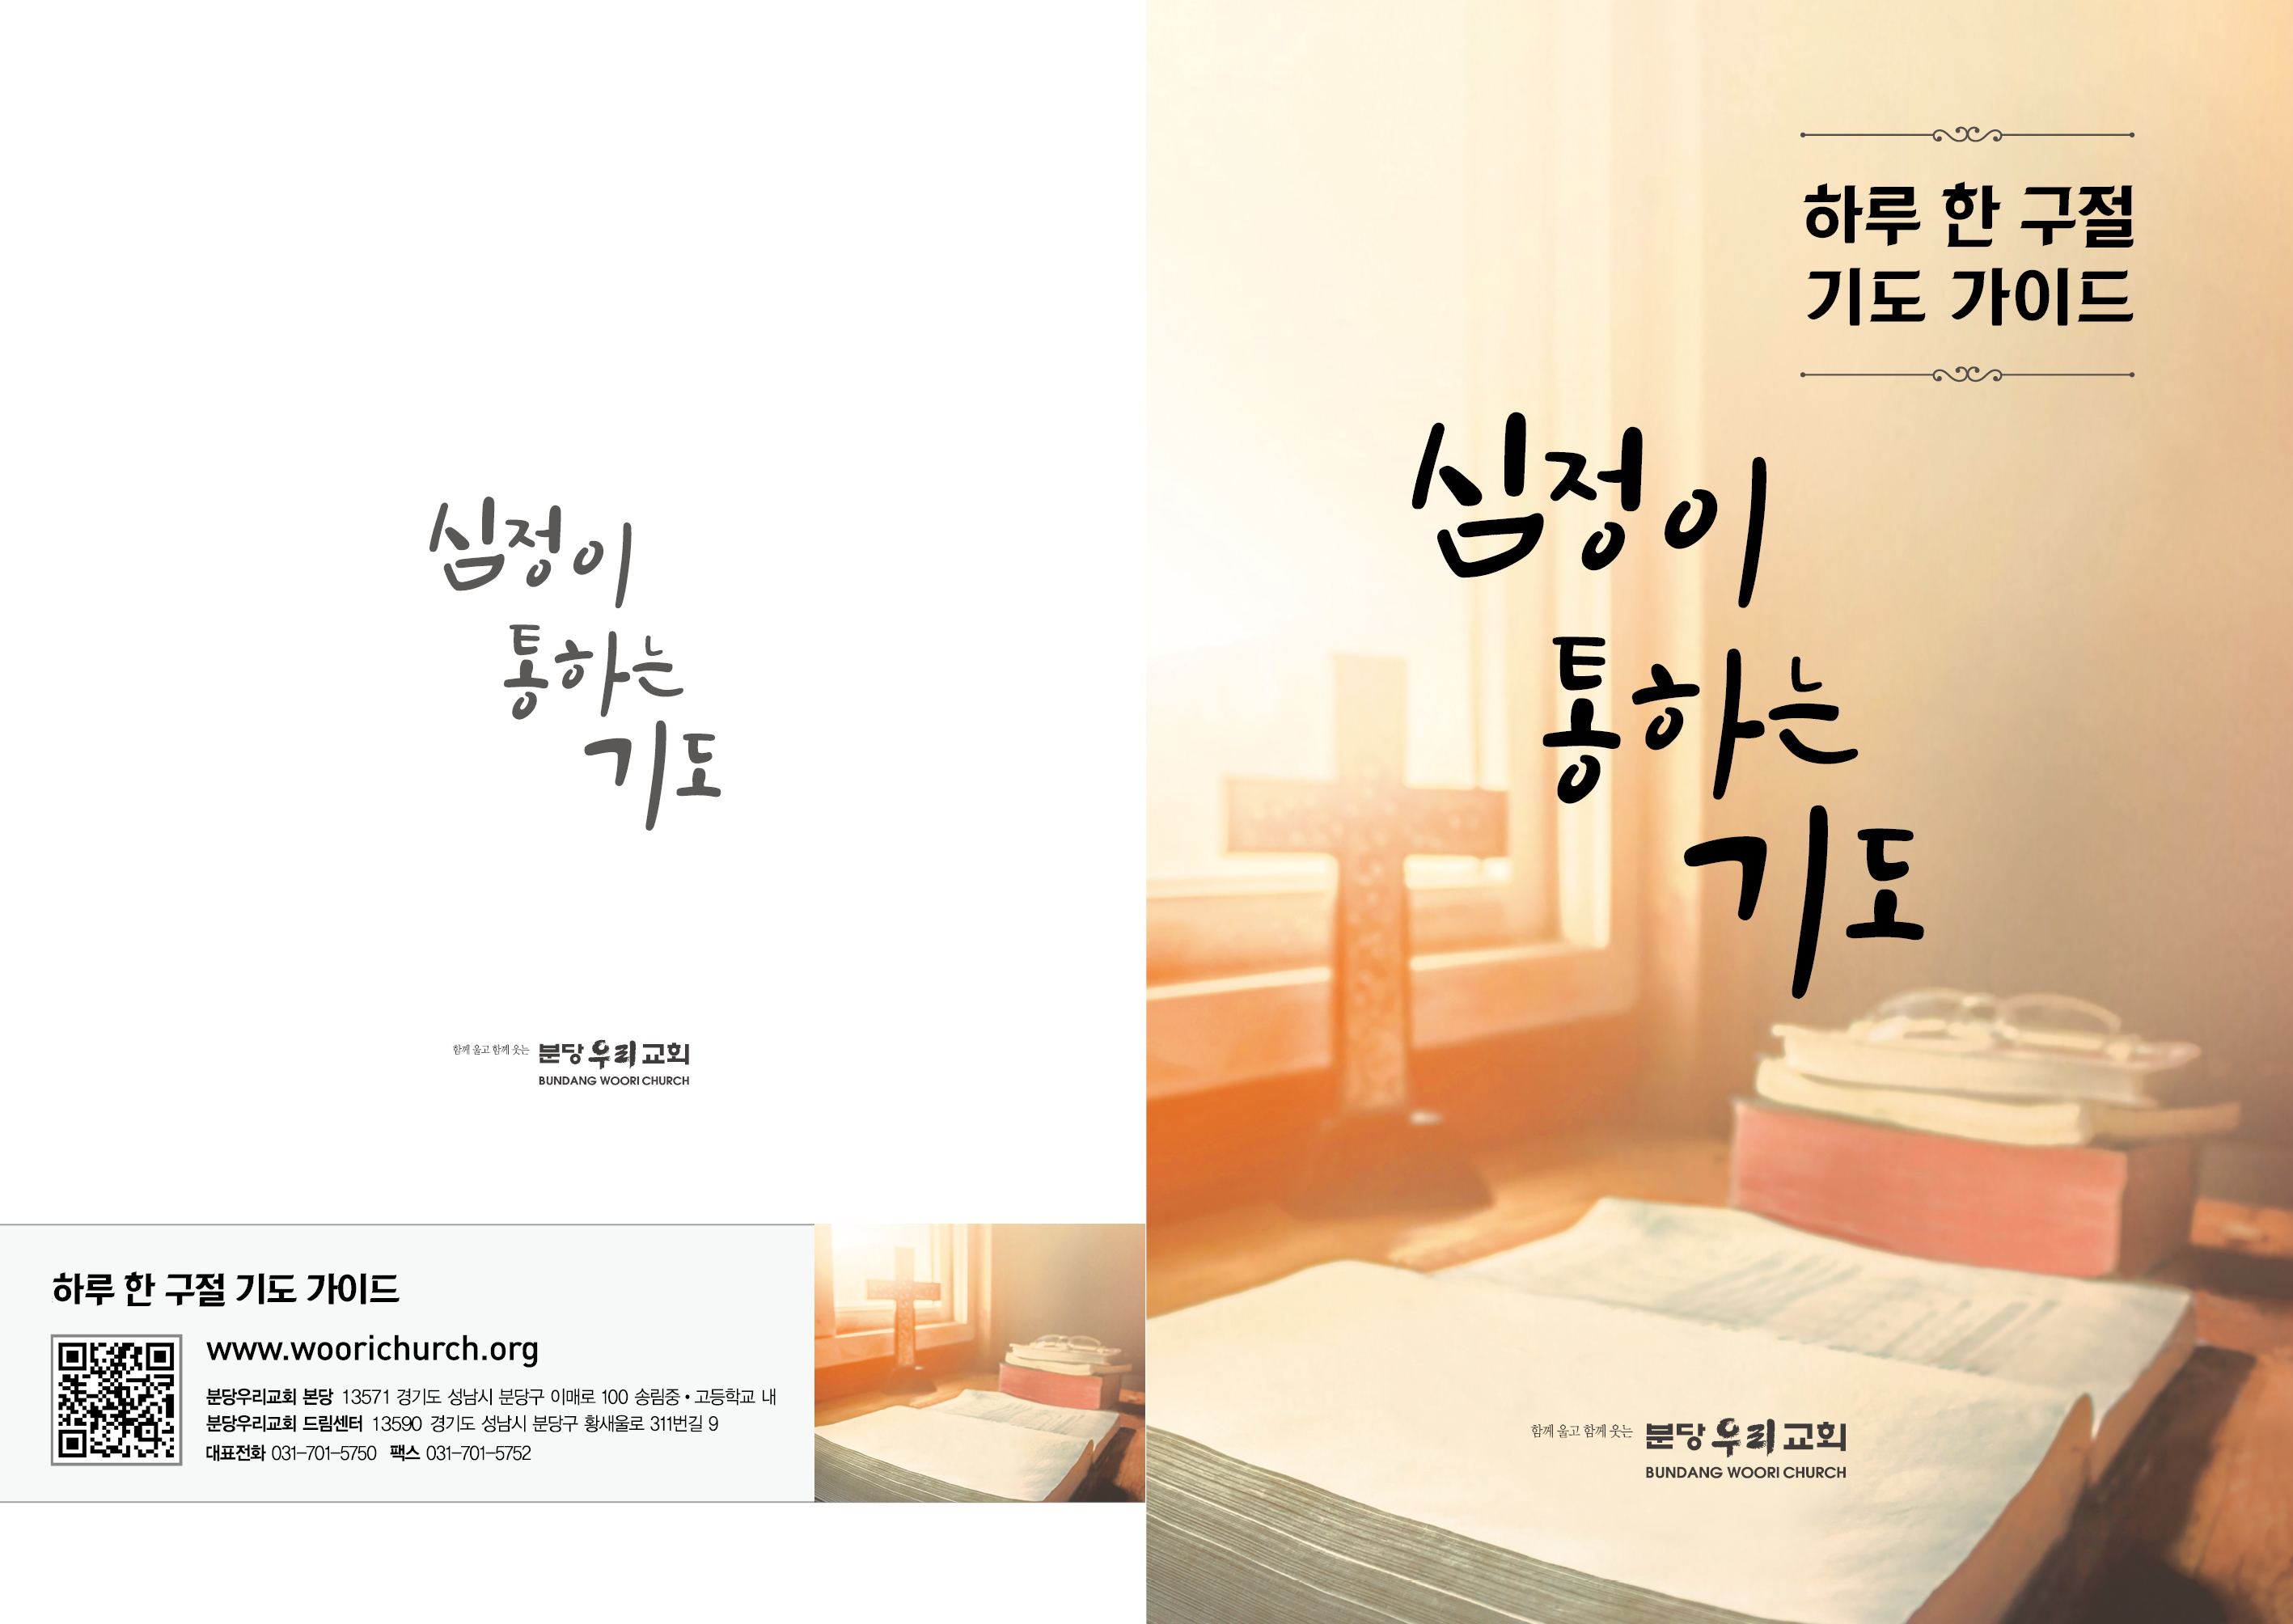 심정이
통하는
기도
함께 울고 함께 웃는 분당우리교회
BUNDANG WOORI CHURCH
하루 한 구절 기도 가이드
www.woorichurch.org
분당우리교회 본당 13571 경기도 성남시 분당구 이매로 100 송림중•고등학교 내
분당우리교회 드림센터 13590 경기도 성남시 분당구 황새울로 311번길 9
대표전화 031-701-5750 팩스 031-701-5752
하루 한 구절
기도 가이드
심정이
통하는
기도
함께 울고 함께 웃는 분당우리교회
BUNDANG WOORI CHURCH